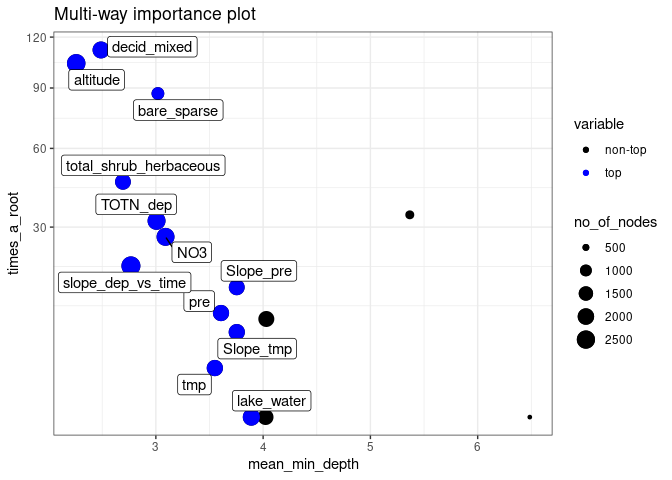 Multi-way importance plot
120
90
60
30
times_a_root
decid_mixed
altitude
bare_sparse
total_shrub_herbaceous
TOTN_dep
NO3
Slope_pre
slope_dep_vs_time
pre
Slope_tmp
tmp
lake_water
3
4
5
6
mean_min_depth
variable
non-top
top
no_of_nodes
500
1000
1500
2000
2500